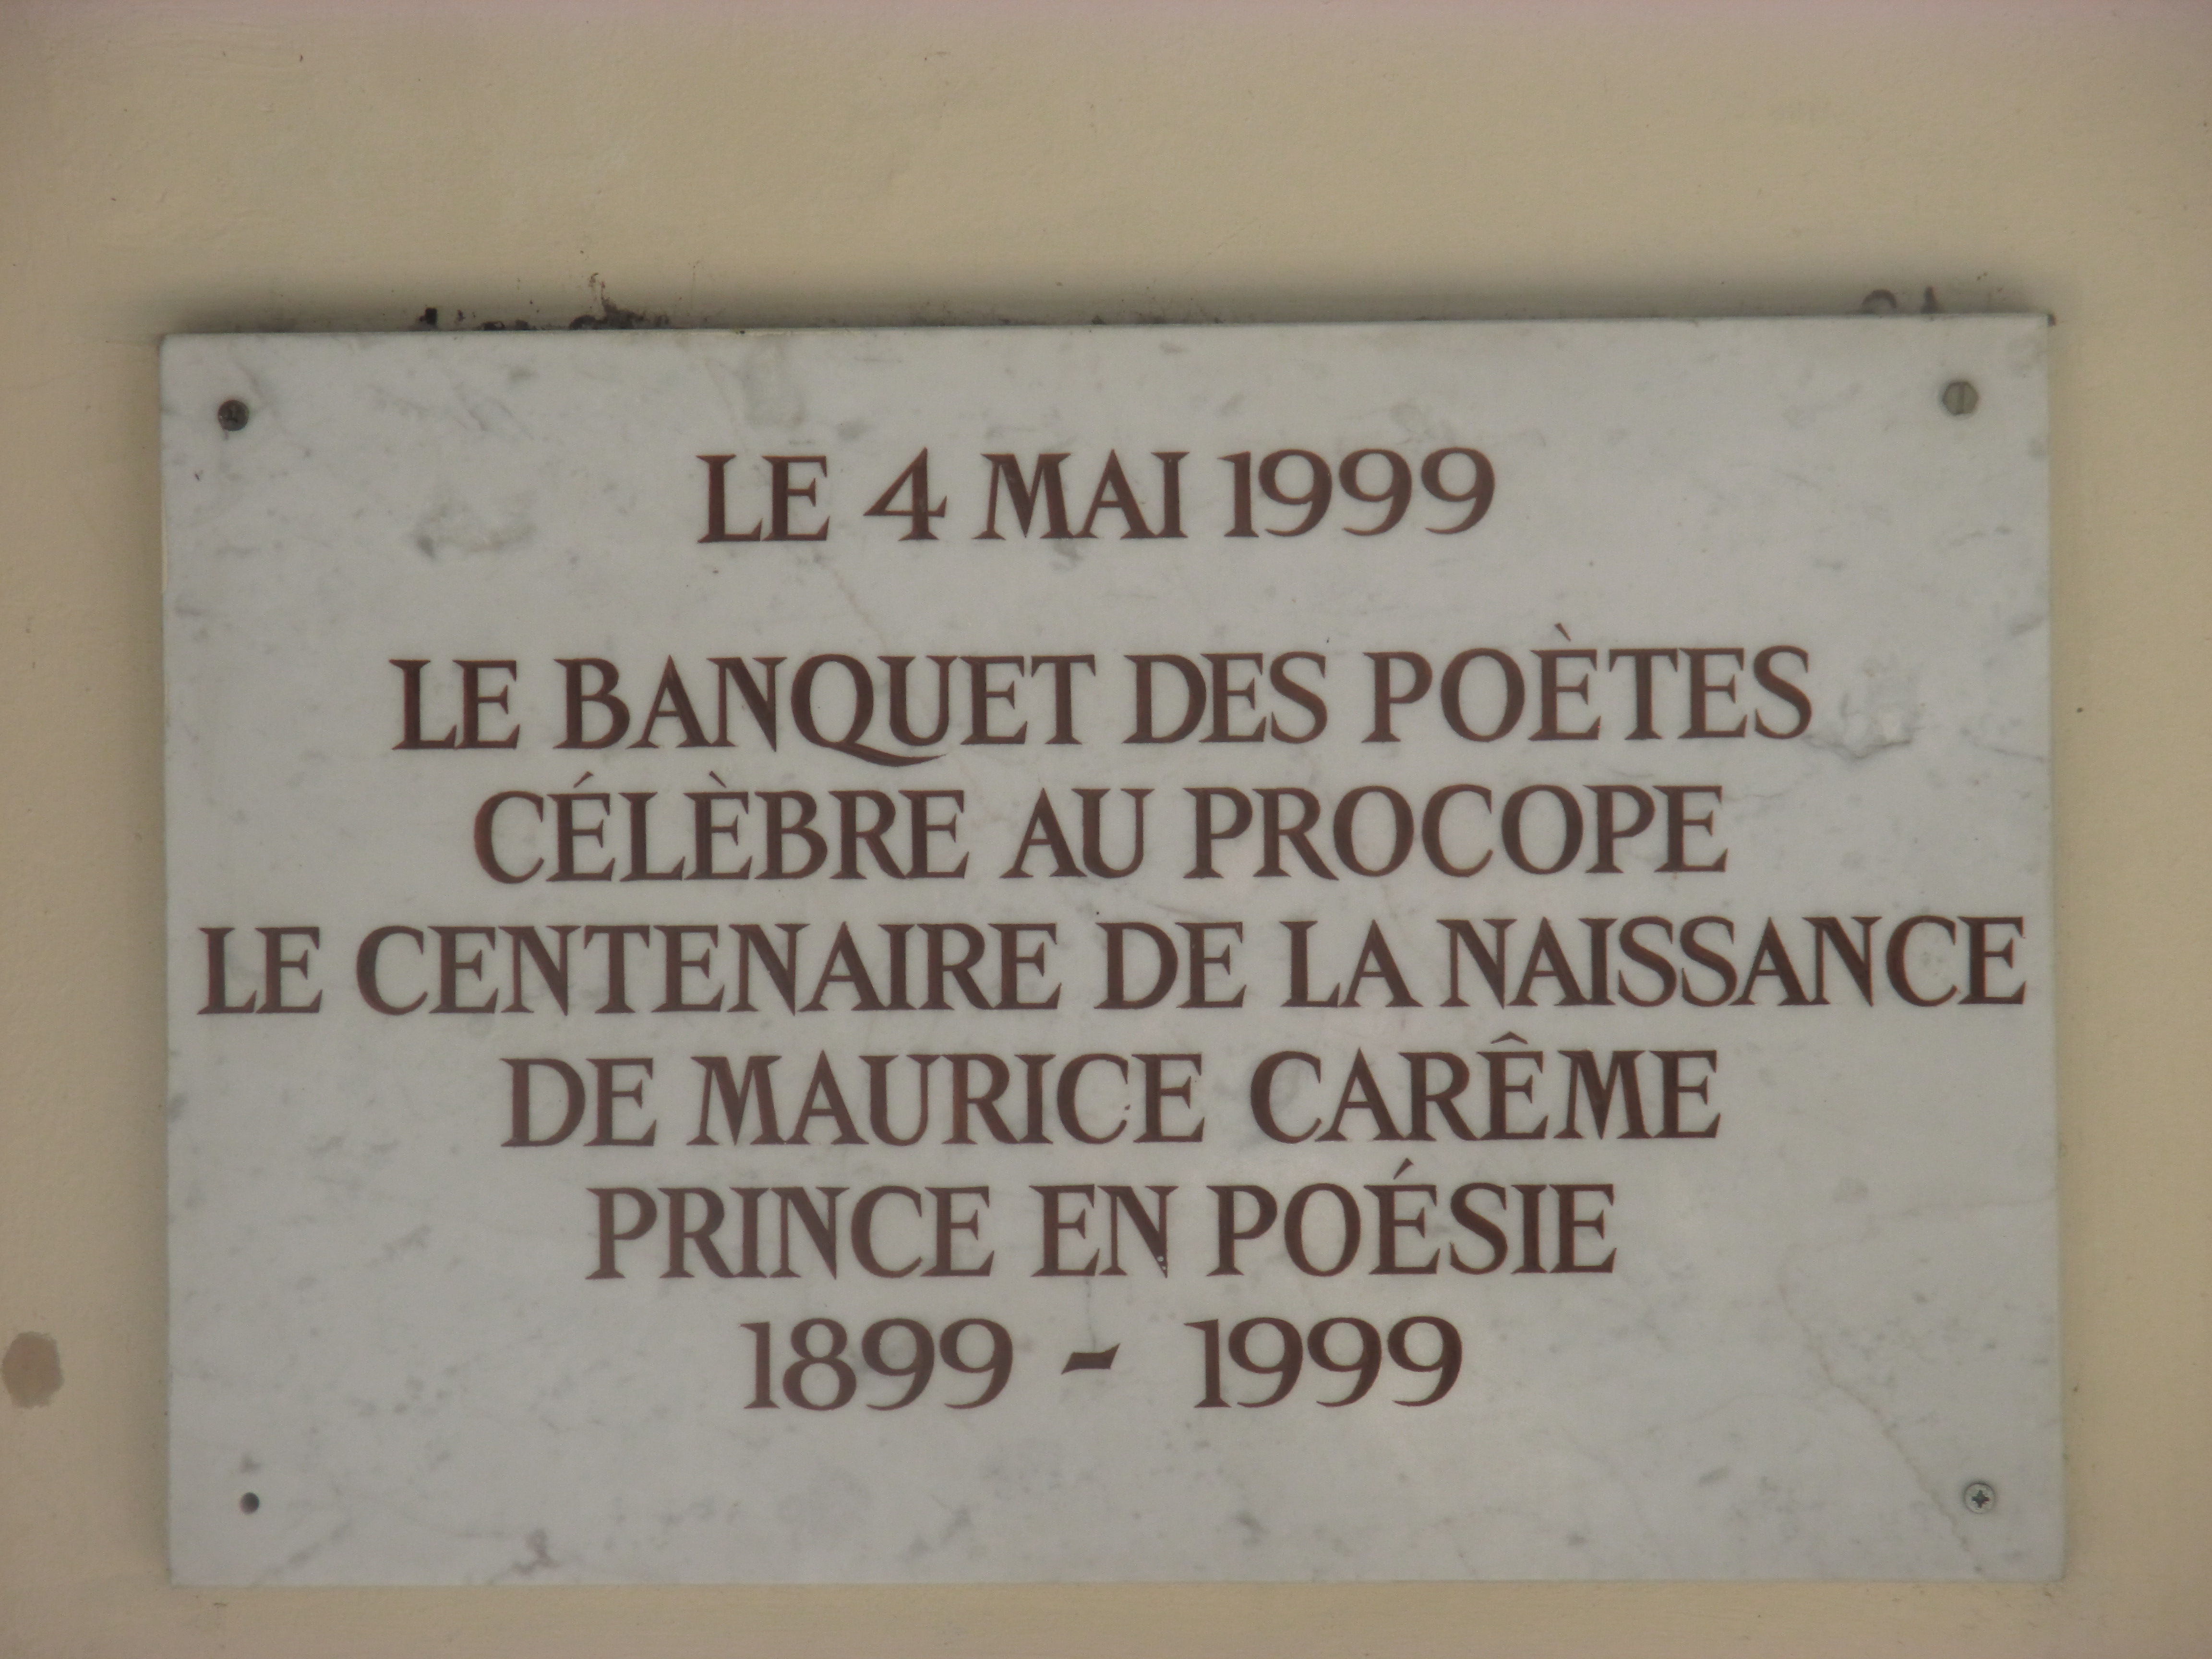 LE 4 MAI 1999
LE BANQUET DES POÈTES
CÉLÈBRE AU PROCOPE
LE CENTENAIRE DE LA NAISSANCE
DE MAURICE CARÊME
PRINCE EN POÉSIE
1899 - 1999